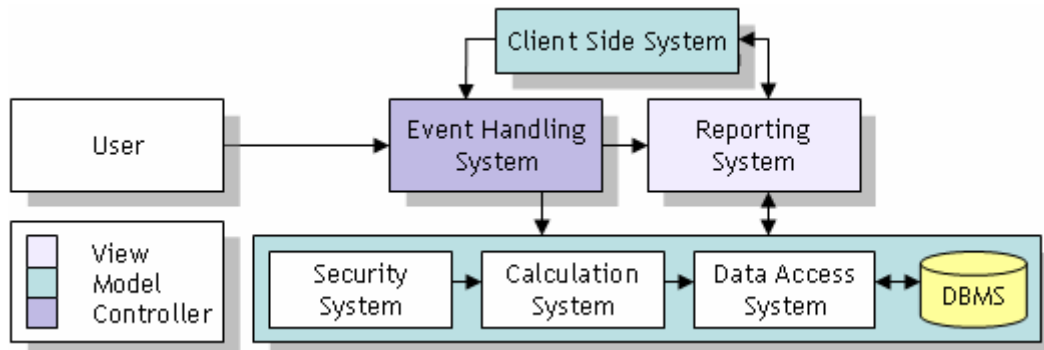 Client Side System
User
Event Handling
System
Reporting
System
View
Model
Controller
Security
System
Calculation
System
Data Access
System
DBMS